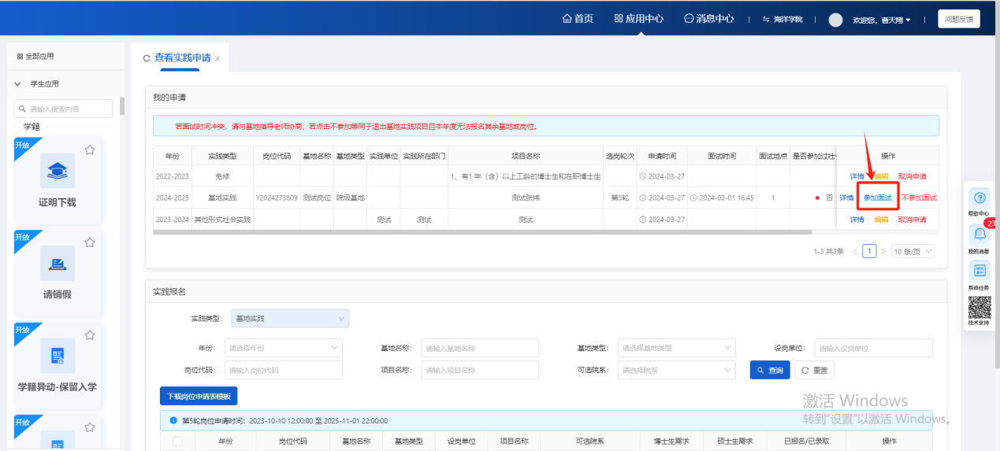 首页 应用中心 消息中心 海洋学院 欢迎您, 曹天翔 问题反馈
全部应用
学生应用
请输入搜索内容
学籍
开放
证明下载
开放
请销假
开放
学籍异动-保留入学
开放
查看实践申请
我的申请
若面试时间冲突，请与基地指导老师协商，若点击不参加等同于退出基地实践项目且本年度无法报名其余基地或岗位。
年份 实践类型 岗位代码 基地名称 基地类型 实践单位 实践所在部门 项目名称 选岗轮次 申请时间 面试时间 面试地点 是否参加过社 操作
2022-2023 免修 1、有1 年（含）以上工龄的博士生和在职博士生 2024-03-27 详情 编辑 取消申请
2024-2025 基地实践 Y2024273809 测试岗位 院级基地 测试张炜 第5轮 2024-03-27 2024-03-01 16:45 1 否 详情 参加面试 不参加面试
2023-2024 其他形式社会实践 测试 测试 测试 2024-03-27 详情 编辑 取消申请
1-3 共3条 < 1 > 10 条/页
实践报名
实践类型: 基地实践
年份: 请选择年份 基地名称: 请输入基地名称 基地类型: 请选择基地类型 设岗单位: 请输入设岗单位
岗位代码: 请输入岗位代码 项目名称: 请输入项目名称 可选院系: 请选择院系 查询 重置
下载岗位申请表模板
第5轮岗位申请时间：2023-10-10 12:00:00 至 2025-11-01 22:00:00
年份 岗位代码 基地名称 基地类型 设岗单位 项目名称 可选院系 博士生需求 硕士生需求 已报名/已录取 操作
帮助中心
23
我的消息
系统任务
技术支持
激活 Windows
转到"设置"以激活 Windows。